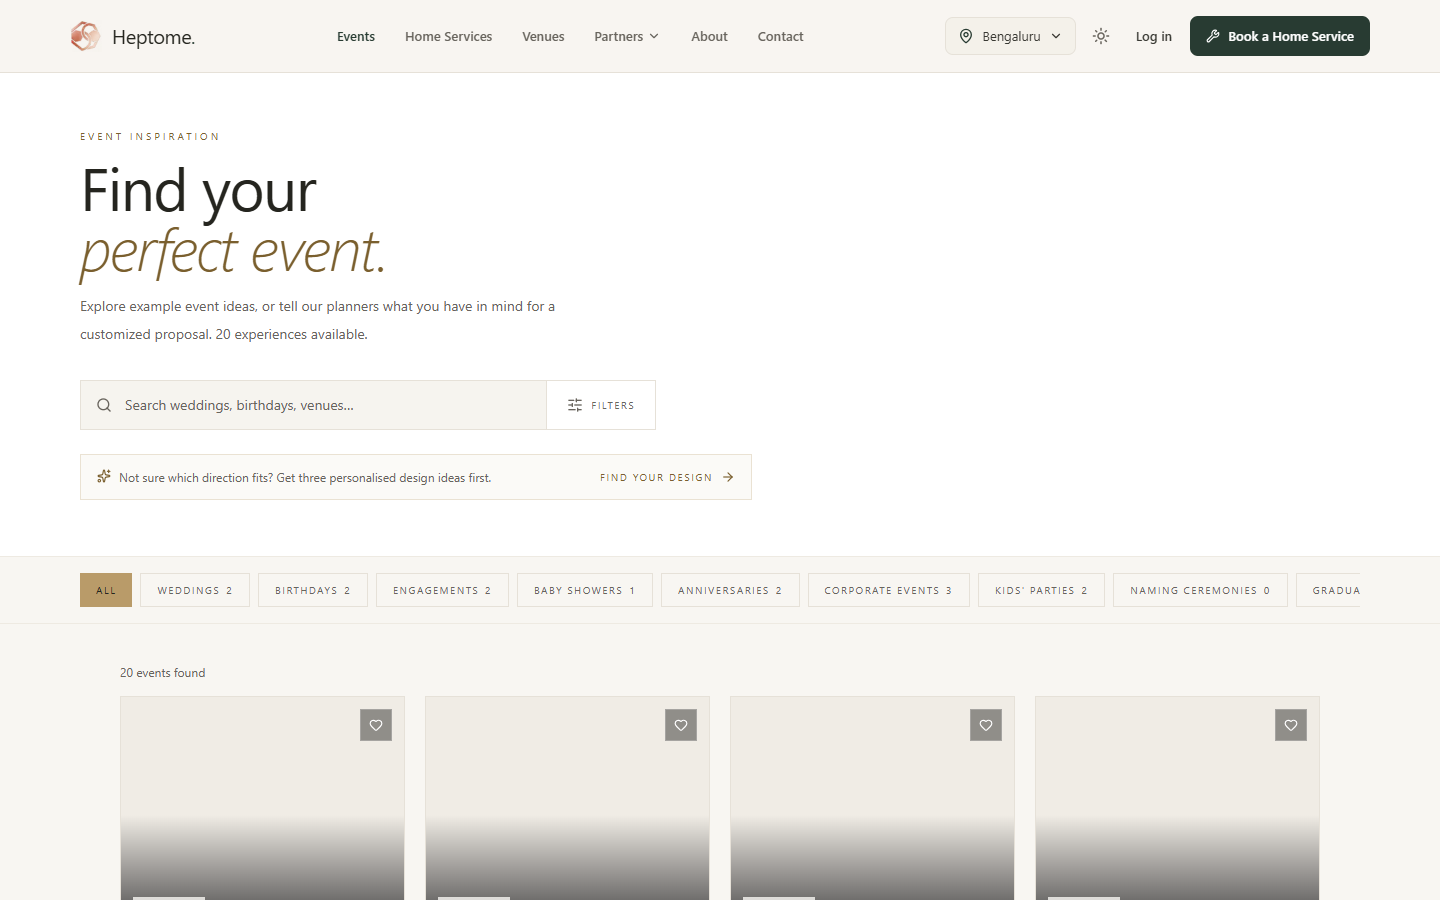 Heptome.
Events
Home Services
Venues
Partners
About
Contact
Bengaluru
Log in
Book a Home Service
EVENT INSPIRATION
Find your
perfect event.
Explore example event ideas, or tell our planners what you have in mind for a
customized proposal. 20 experiences available.
Search weddings, birthdays, venues...
FILTERS
Not sure which direction fits? Get three personalised design ideas first.
FIND YOUR DESIGN
ALL
WEDDINGS 2
BIRTHDAYS 2
ENGAGEMENTS 2
BABY SHOWERS 1
ANNIVERSARIES 2
CORPORATE EVENTS 3
KIDS' PARTIES 2
NAMING CEREMONIES 0
GRADUA
20 events found